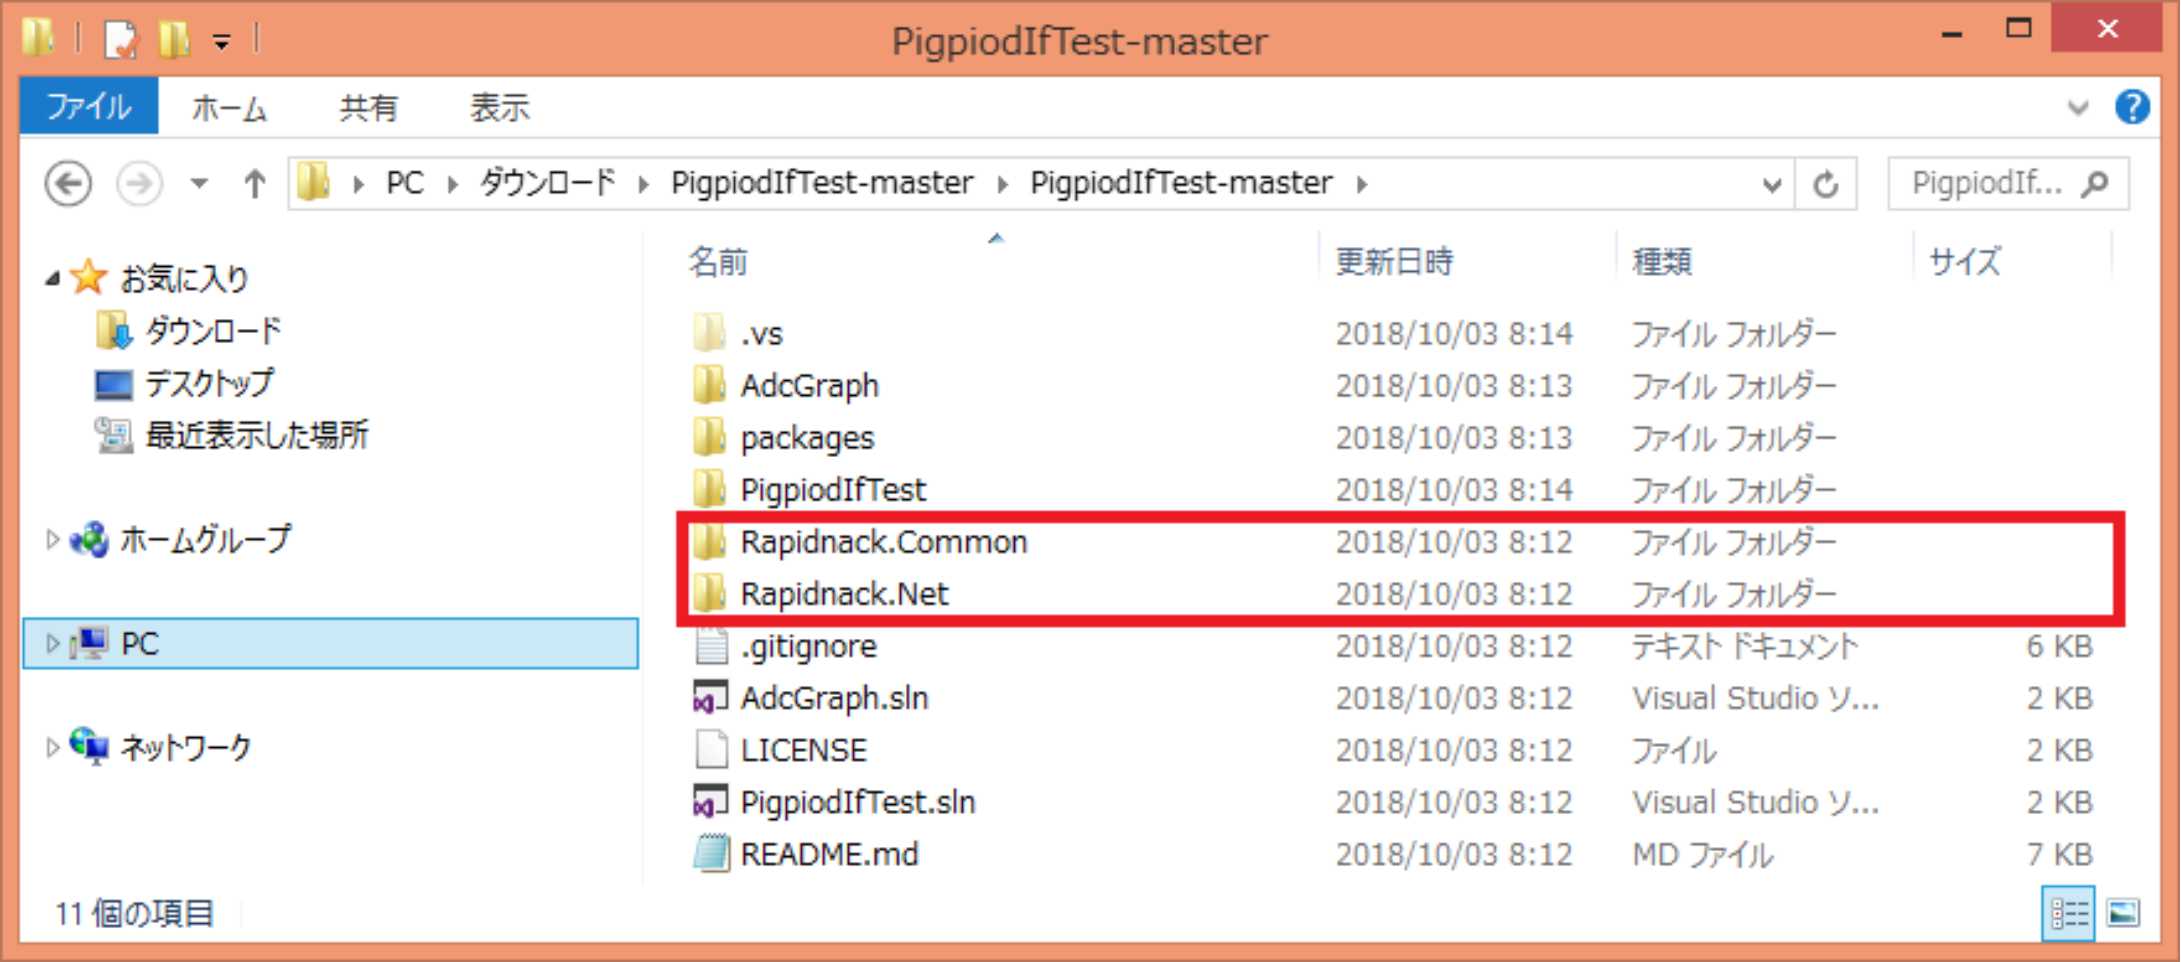 PigpiodIfTest-master
ファイル ホーム 共有 表示
PC ダウンロード PigpiodIfTest-master PigpiodIfTest-master PigpiodIf...
お気に入り
ダウンロード
デスクトップ
最近表示した場所
ホームグループ
PC
ネットワーク
名前 更新日時 種類 サイズ
.vs 2018/10/03 8:14 ファイル フォルダー
AdcGraph 2018/10/03 8:13 ファイル フォルダー
packages 2018/10/03 8:13 ファイル フォルダー
PigpiodIfTest 2018/10/03 8:14 ファイル フォルダー
Rapidnack.Common 2018/10/03 8:12 ファイル フォルダー
Rapidnack.Net 2018/10/03 8:12 ファイル フォルダー
.gitignore 2018/10/03 8:12 テキスト ドキュメント 6 KB
AdcGraph.sln 2018/10/03 8:12 Visual Studio ソ... 2 KB
LICENSE 2018/10/03 8:12 ファイル 2 KB
PigpiodIfTest.sln 2018/10/03 8:12 Visual Studio ソ... 2 KB
README.md 2018/10/03 8:12 MD ファイル 7 KB
11 個の項目